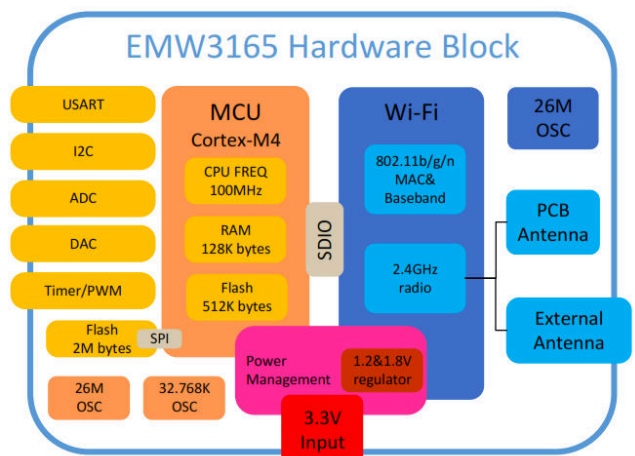 EMW3165 Hardware Block
USART
I2C
ADC
DAC
Timer/PWM
Flash
2M bytes
SPI
26M
OSC
32.768K
OSC
MCU
Cortex-M4
CPU FREQ
100MHz
RAM
128K bytes
Flash
512K bytes
SDIO
Wi-Fi
802.11b/g/n
MAC&
Baseband
2.4GHz
radio
26M
OSC
PCB
Antenna
External
Antenna
Power
Management
1.2&1.8V
regulator
3.3V
Input